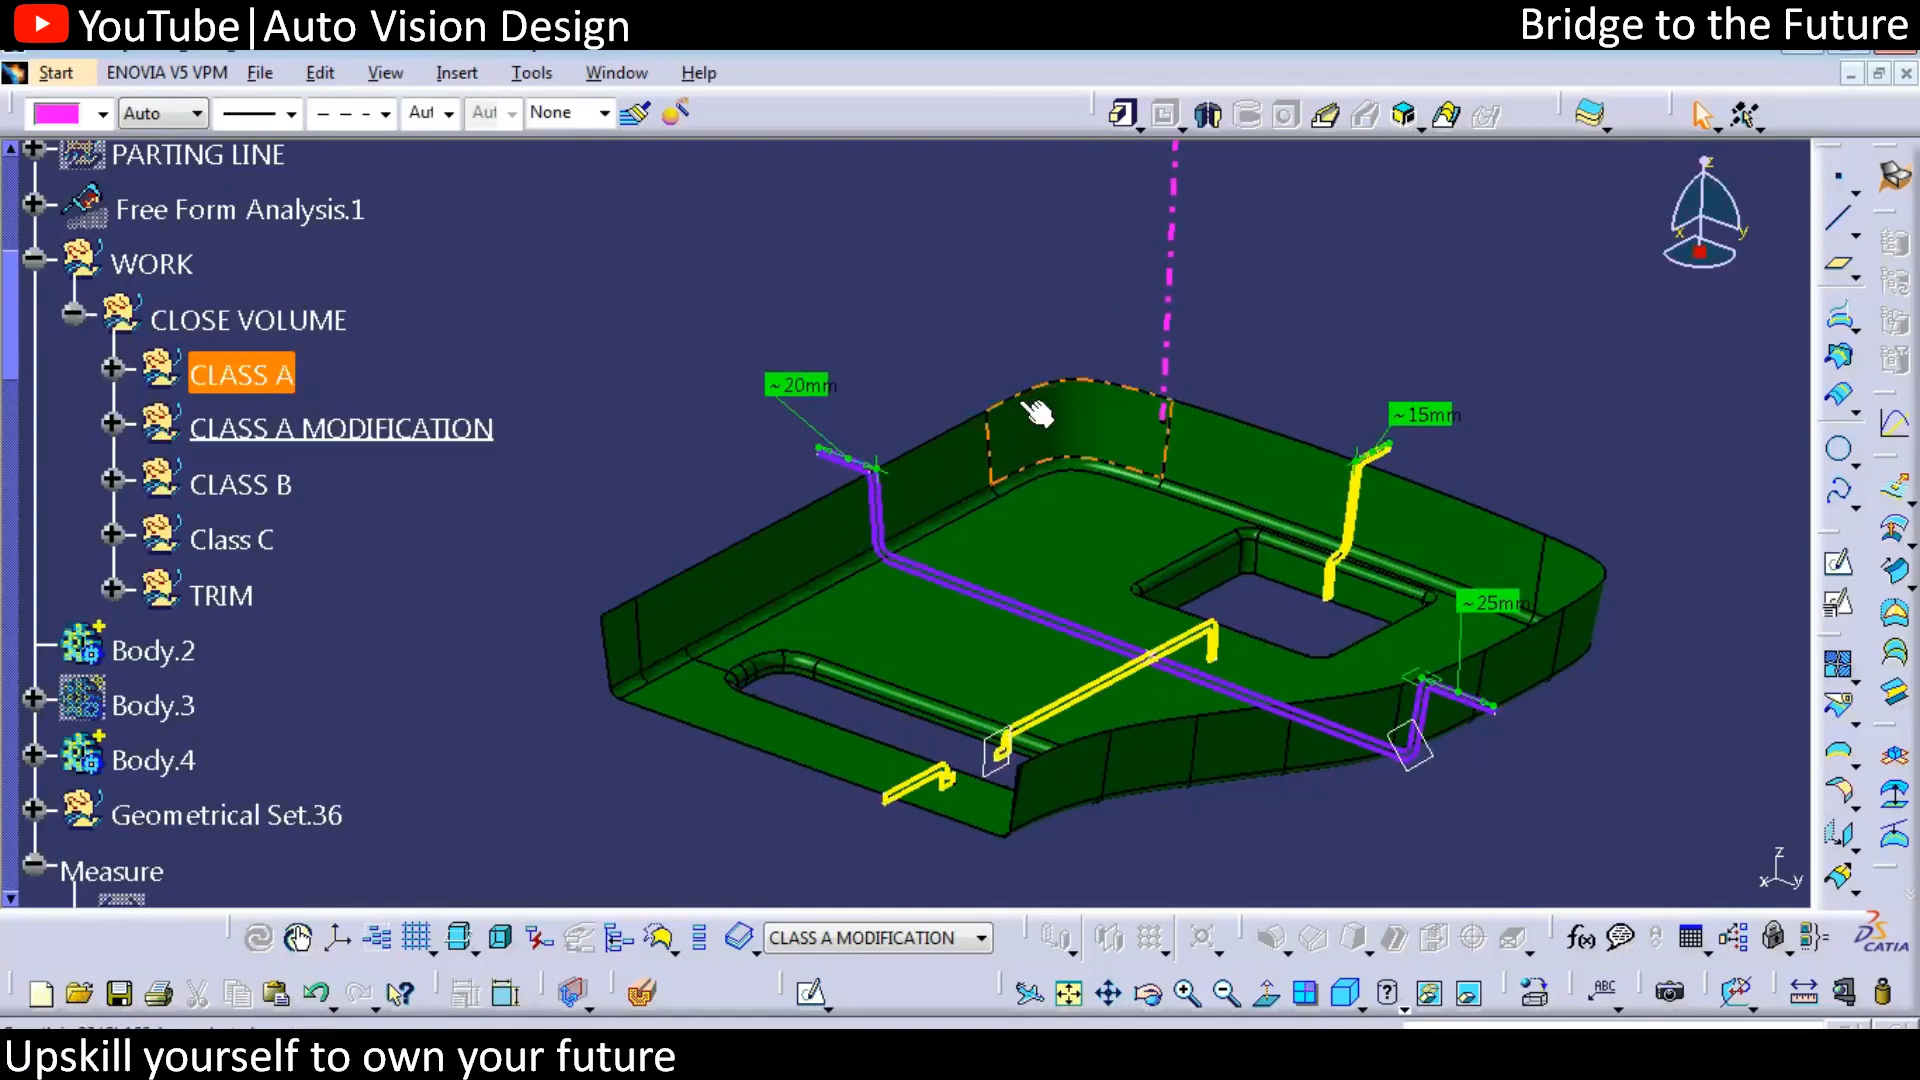 YouTube|Auto Vision Design
Bridge to the Future
Start ENOVIA V5 VPM File Edit View Insert Tools Window Help
Auto Aut Aut None
PARTING LINE
Free Form Analysis.1
WORK
CLOSE VOLUME
CLASS A
CLASS A MODIFICATION
CLASS B
Class C
TRIM
Body.2
Body.3
Body.4
Geometrical Set.36
Measure
z
x y
~20mm
~15mm
~25mm
z
x y
CLASS A MODIFICATION
f(x)
CATIA
ABC
Upskill yourself to own your future